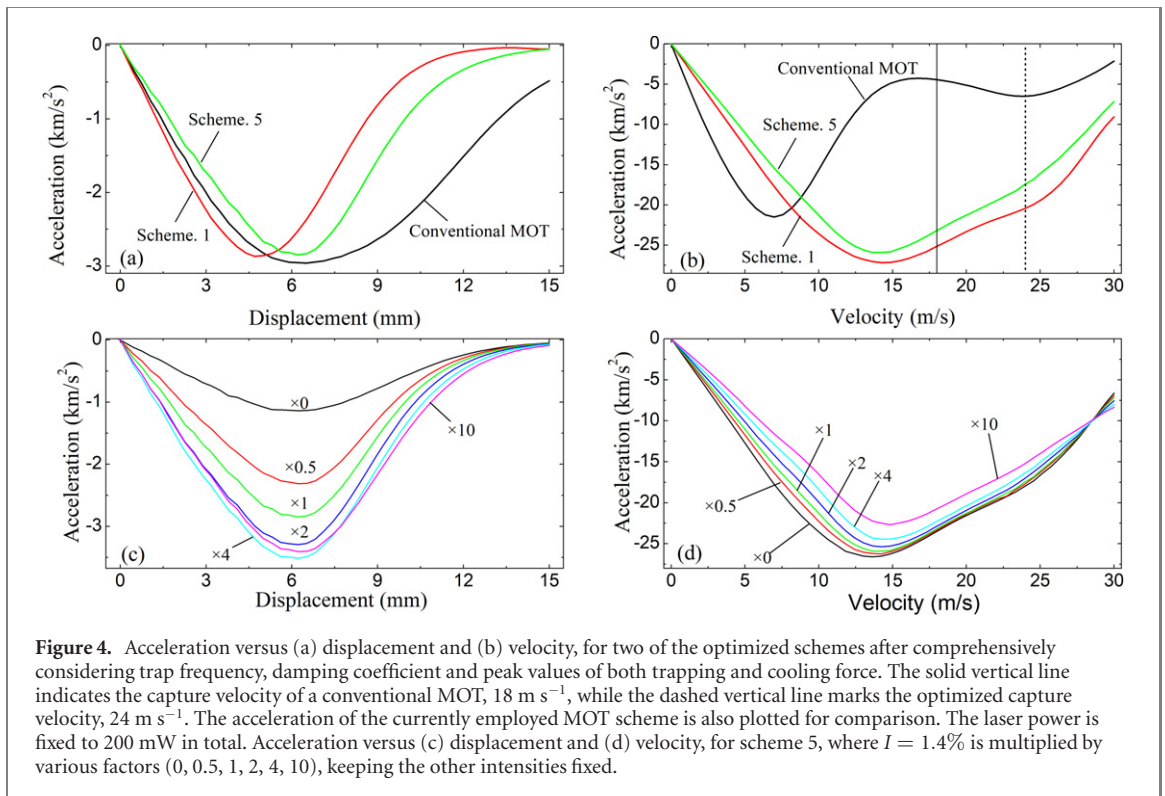 0
-1
-2
-3
Acceleration (km/s²)
Scheme. 5
Scheme. 1
Conventional MOT
(a)
0 3 6 9 12 15
Displacement (mm)
0
-5
-10
-15
-20
-25
Acceleration (km/s²)
Conventional MOT
Scheme. 5
Scheme. 1
(b)
0 5 10 15 20 25 30
Velocity (m/s)
0
-1
-2
-3
Acceleration (km/s²)
×0
×10
×0.5
×1
×2
×4
(c)
0 3 6 9 12 15
Displacement (mm)
0
-5
-10
-15
-20
-25
Acceleration (km/s²)
×10
×1
×2
×4
×0.5
×0
(d)
0 5 10 15 20 25 30
Velocity (m/s)
Figure 4. Acceleration versus (a) displacement and (b) velocity, for two of the optimized schemes after comprehensively
considering trap frequency, damping coefficient and peak values of both trapping and cooling force. The solid vertical line
indicates the capture velocity of a conventional MOT, 18 m s⁻¹, while the dashed vertical line marks the optimized capture
velocity, 24 m s⁻¹. The acceleration of the currently employed MOT scheme is also plotted for comparison. The laser power is
fixed to 200 mW in total. Acceleration versus (c) displacement and (d) velocity, for scheme 5, where I = 1.4% is multiplied by
various factors (0, 0.5, 1, 2, 4, 10), keeping the other intensities fixed.